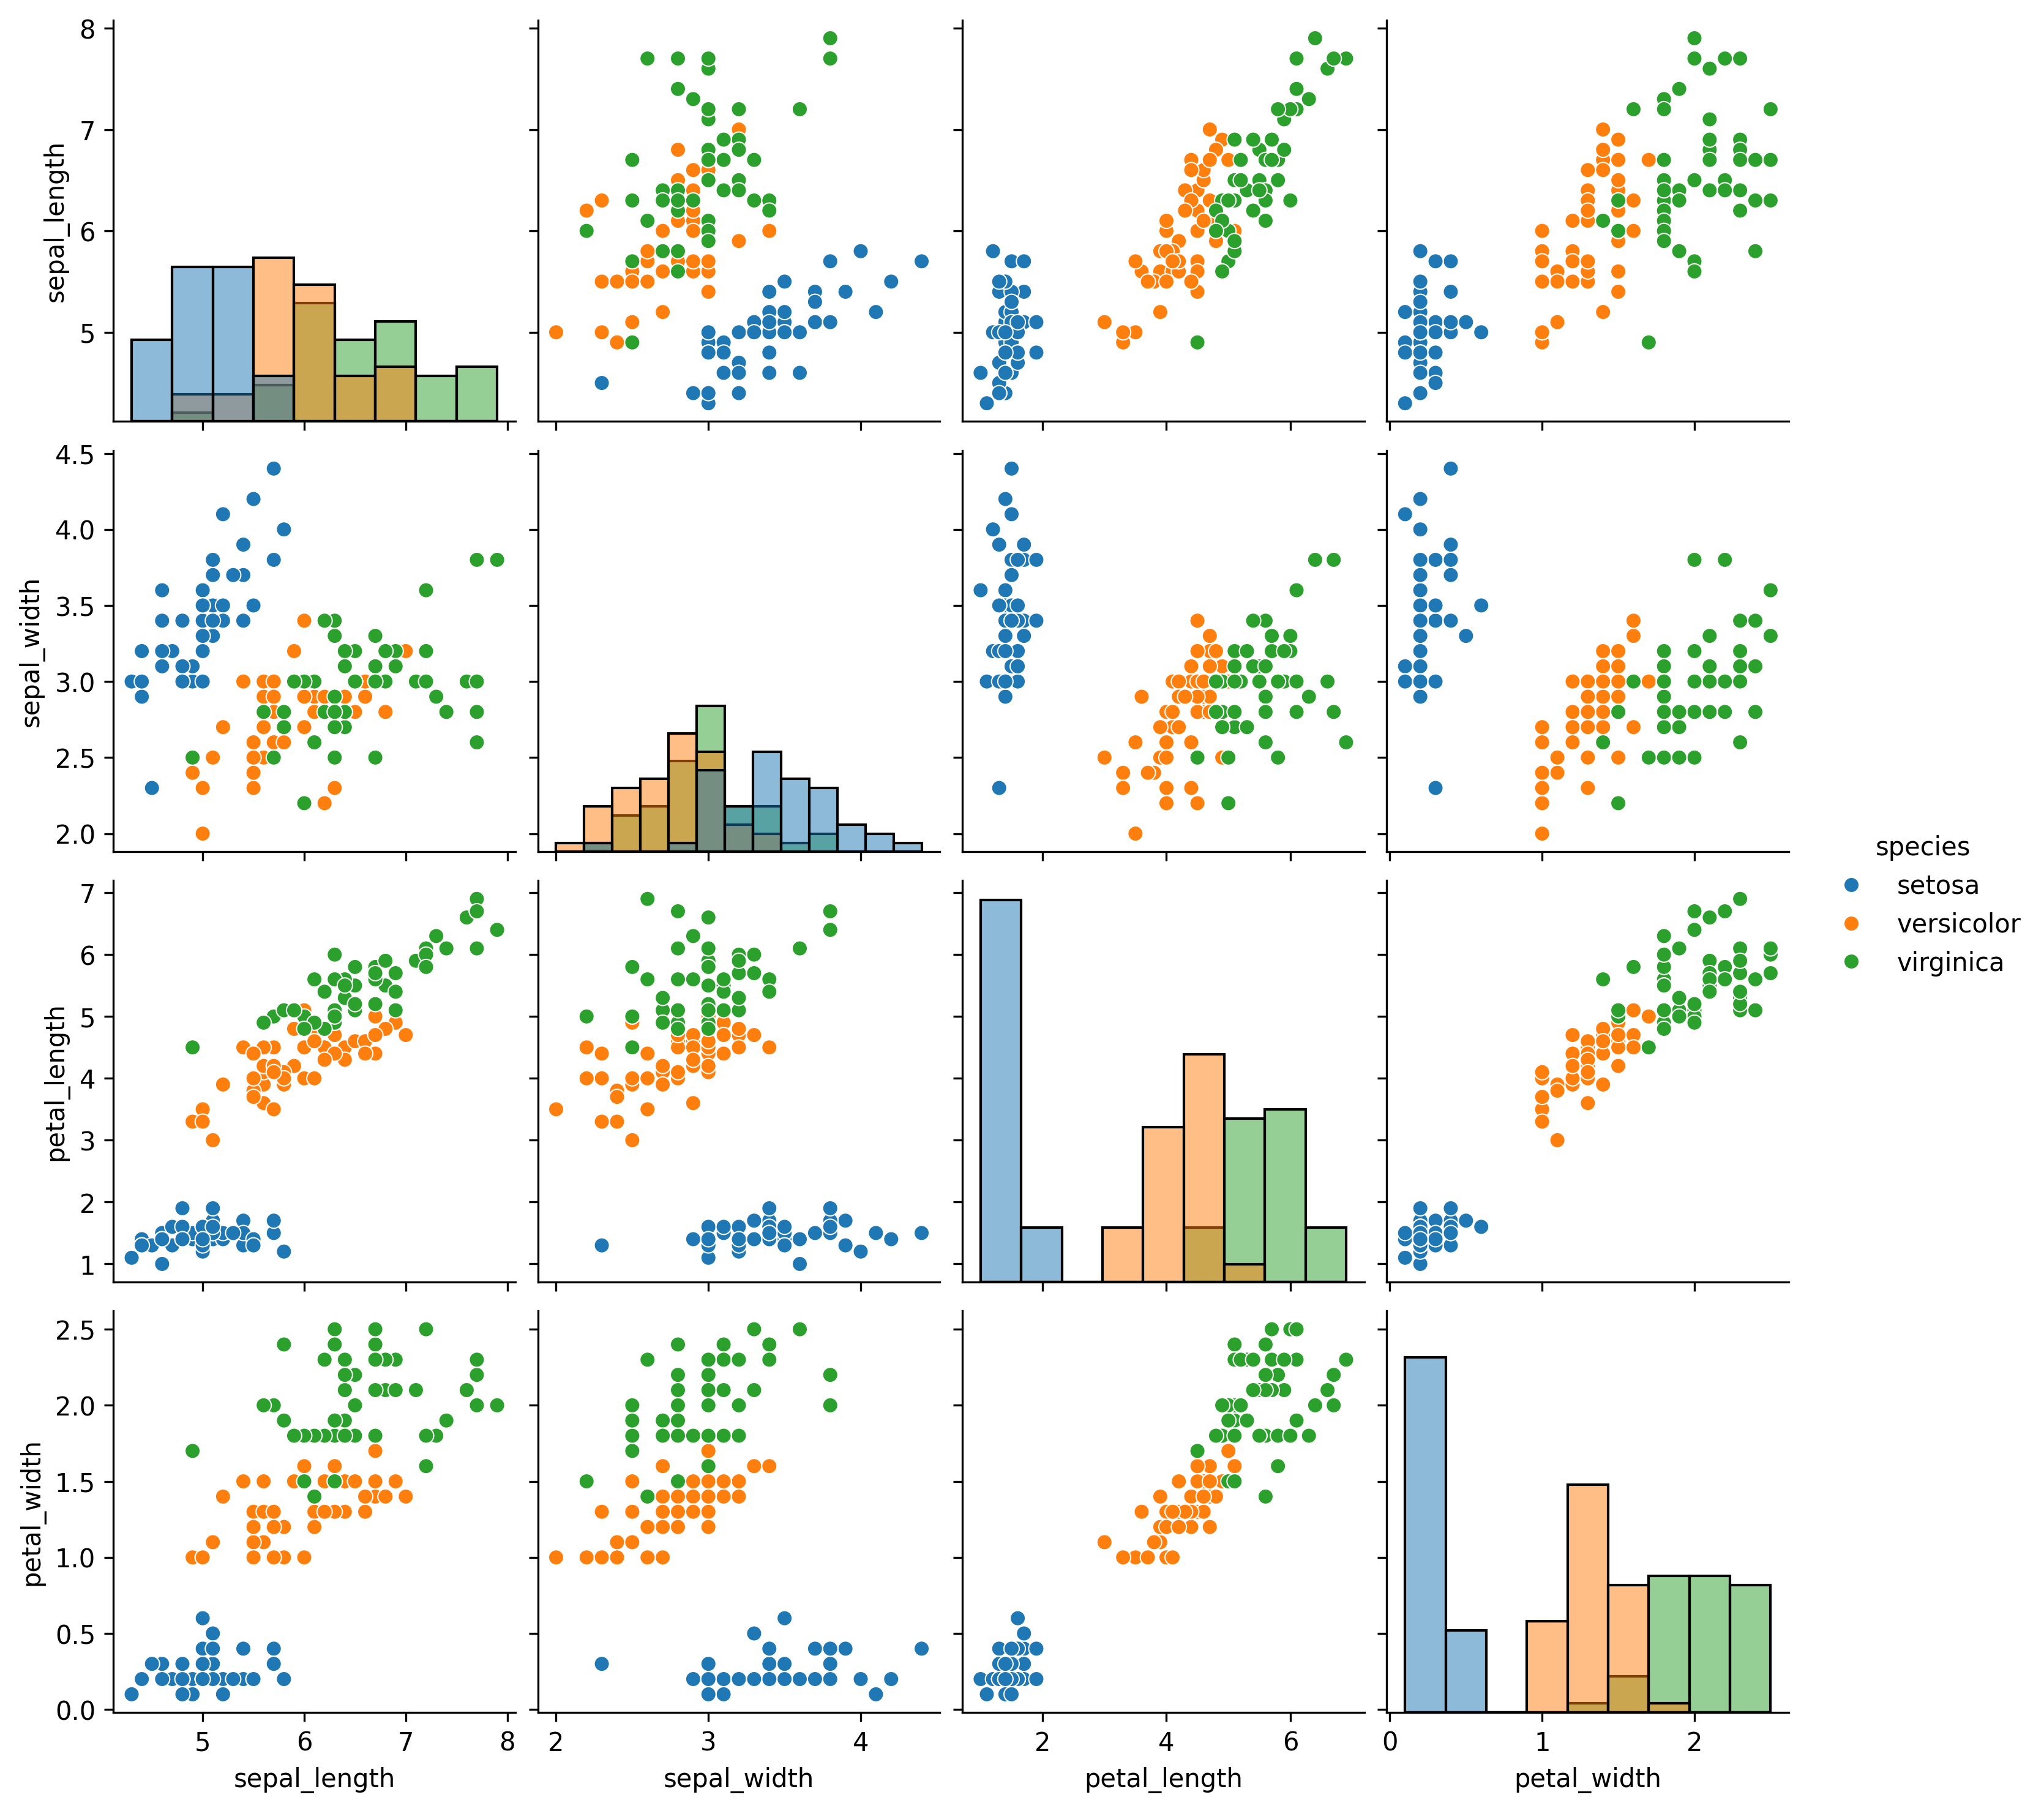 8
7
6
5
sepal_length
4.5
4.0
3.5
3.0
2.5
2.0
sepal_width
7
6
5
4
3
2
1
petal_length
2.5
2.0
1.5
1.0
0.5
0.0
petal_width
5 6 7 8
sepal_length
2 3 4
sepal_width
2 4 6
petal_length
0 1 2
petal_width
species
setosa
versicolor
virginica